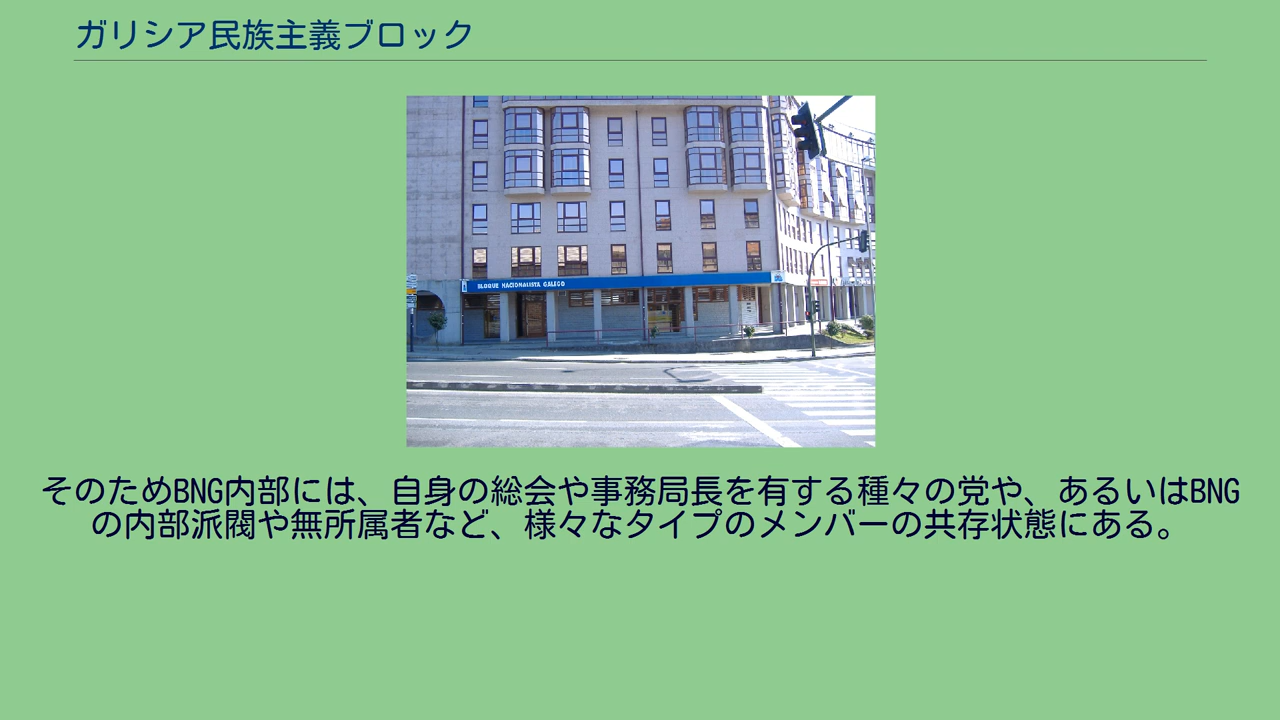 ガリシア民族主義ブロック
BLOQUE NACIONALISTA GALEGO
そのためBNG内部には、自身の総会や事務局長を有する種々の党や、あるいはBNG
の内部派閥や無所属者など、様々なタイプのメンバーの共存状態にある。